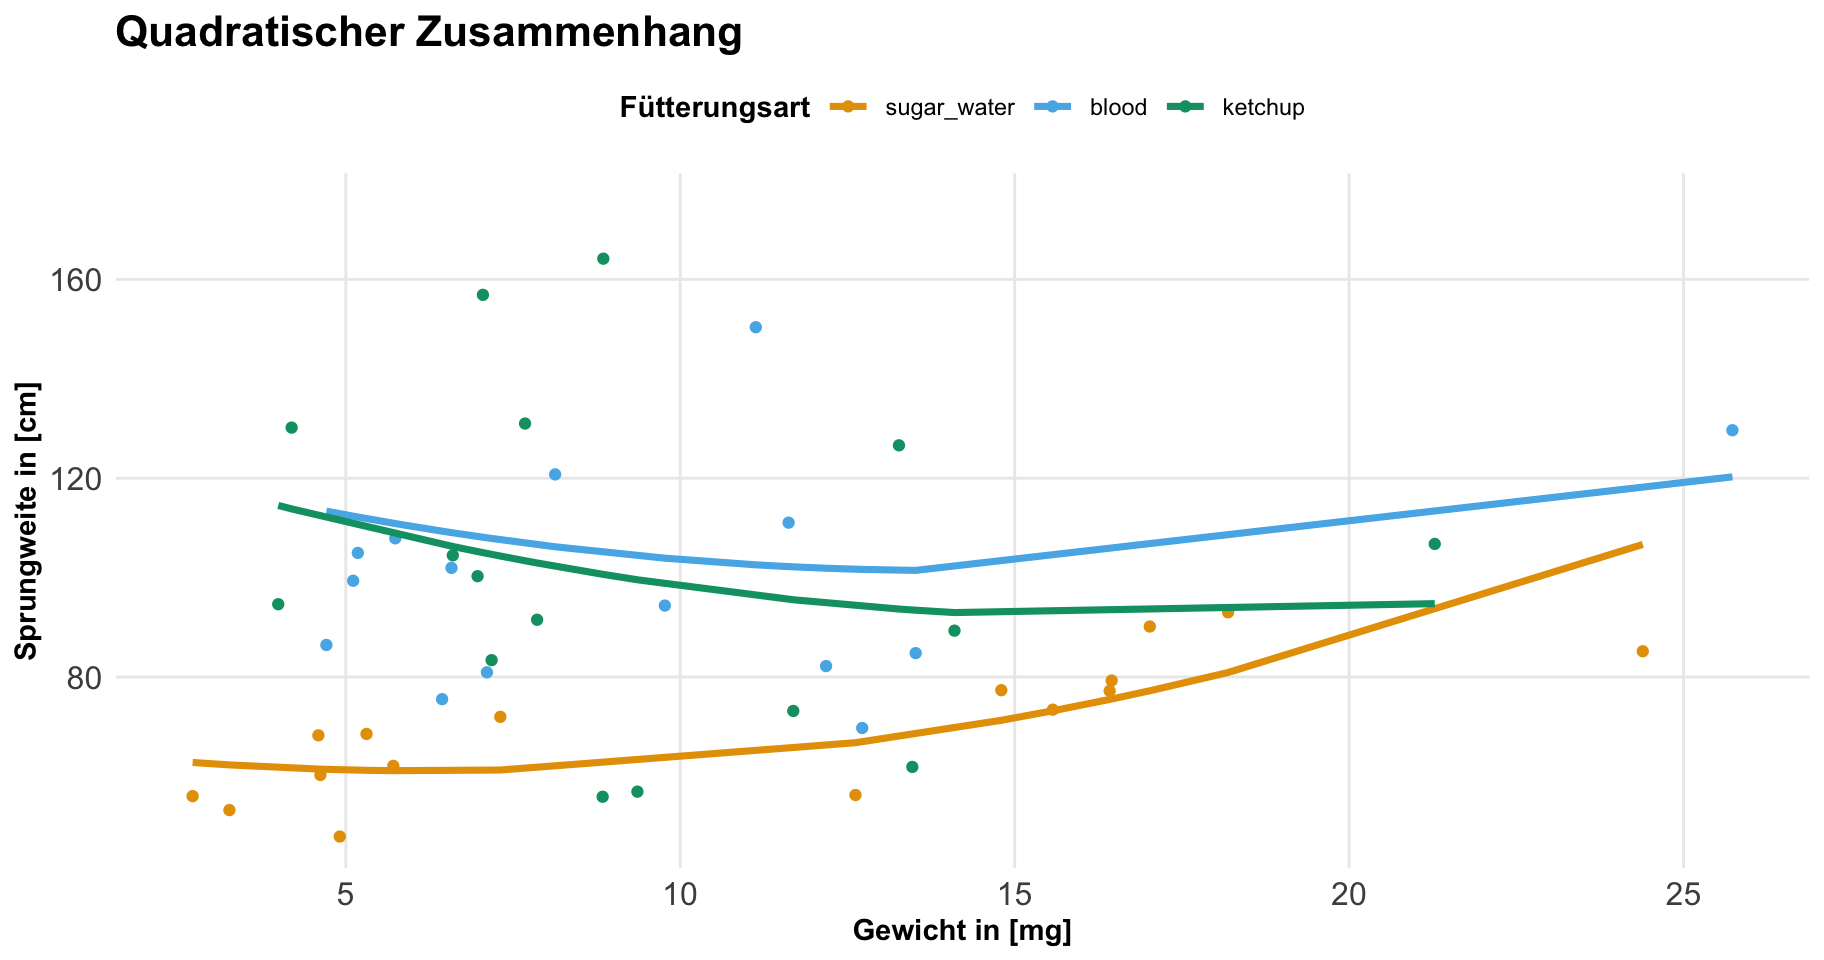 Quadratischer Zusammenhang
Fütterungsart sugar_water blood ketchup
Sprungweite in [cm]
160
120
80
5 10 15 20 25
Gewicht in [mg]